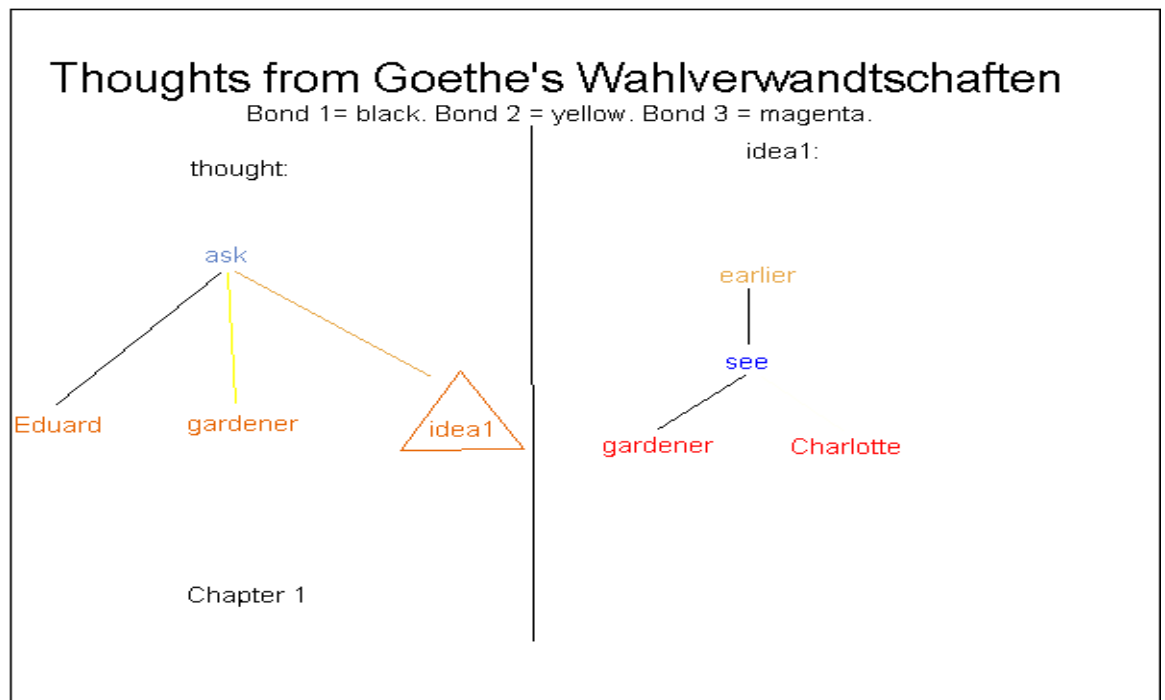 Thoughts from Goethe's Wahlverwandtschaften
Bond 1= black. Bond 2 = yellow. Bond 3 = magenta.
thought:
ask
Eduard gardener idea1
Chapter 1
idea1:
earlier
see
gardener Charlotte